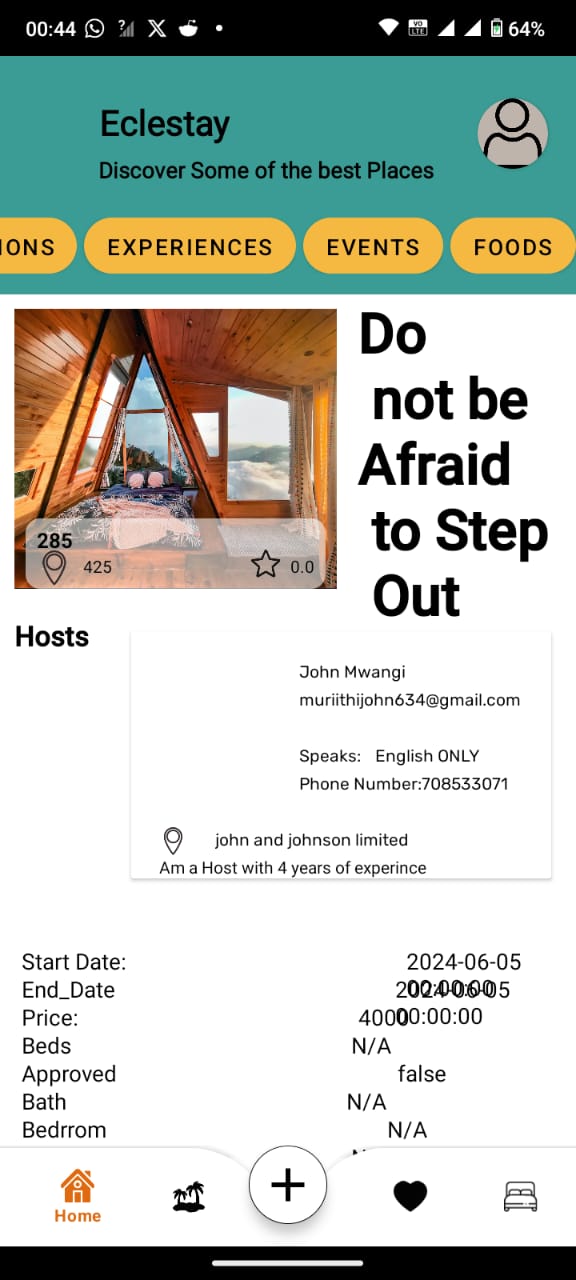 00:44
VO
LTE
64%
Eclestay
Discover Some of the best Places
IONS
EXPERIENCES
EVENTS
FOODS
Do
not be
Afraid
to Step
Out
285
425
0.0
Hosts
John Mwangi
muriithijohn634@gmail.com
Speaks: English ONLY
Phone Number:708533071
john and johnson limited
Am a Host with 4 years of experince
Start Date: 2024-06-05
00:00:00
End_Date 2024-06-05
00:00:00
Price: 4000
Beds N/A
Approved false
Bath N/A
Bedrrom N/A
Home